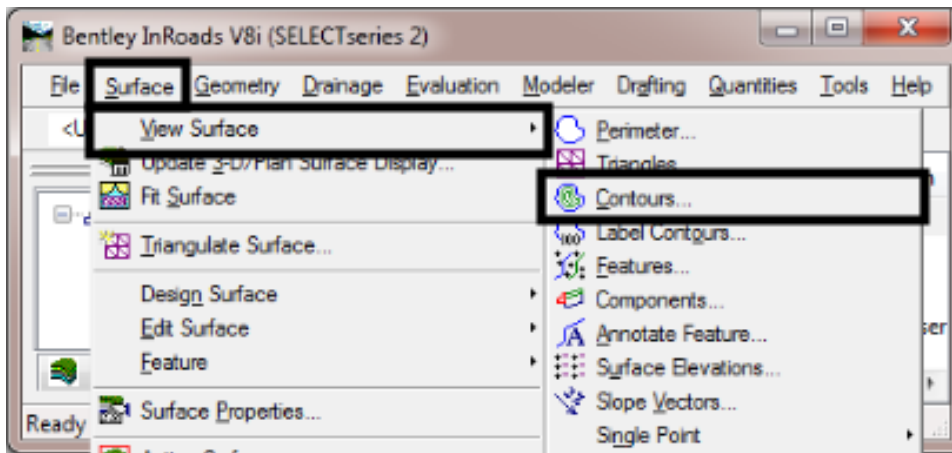 Bentley InRoads V8i (SELECTseries 2)
File Surface Geometry Drainage Evaluation Modeler Drafting Quantities Tools Help
<U
View Surface
Update 3-D/Plan Surface Display...
Fit Surface
Triangulate Surface...
Design Surface
Edit Surface
Feature
Surface Properties...
Perimeter...
Triangles
Contours...
Label Contours...
Features...
Components...
Annotate Feature...
Surface Elevations...
Slope Vectors...
Single Point
ser
Ready